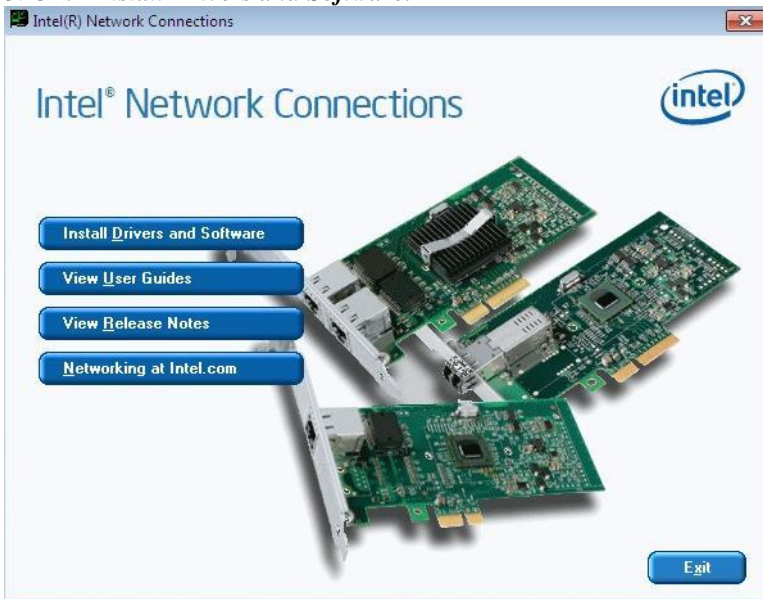 Intel(R) Network Connections
Intel® Network Connections
intel
Install Drivers and Software
View User Guides
View Release Notes
Networking at Intel.com
Exit